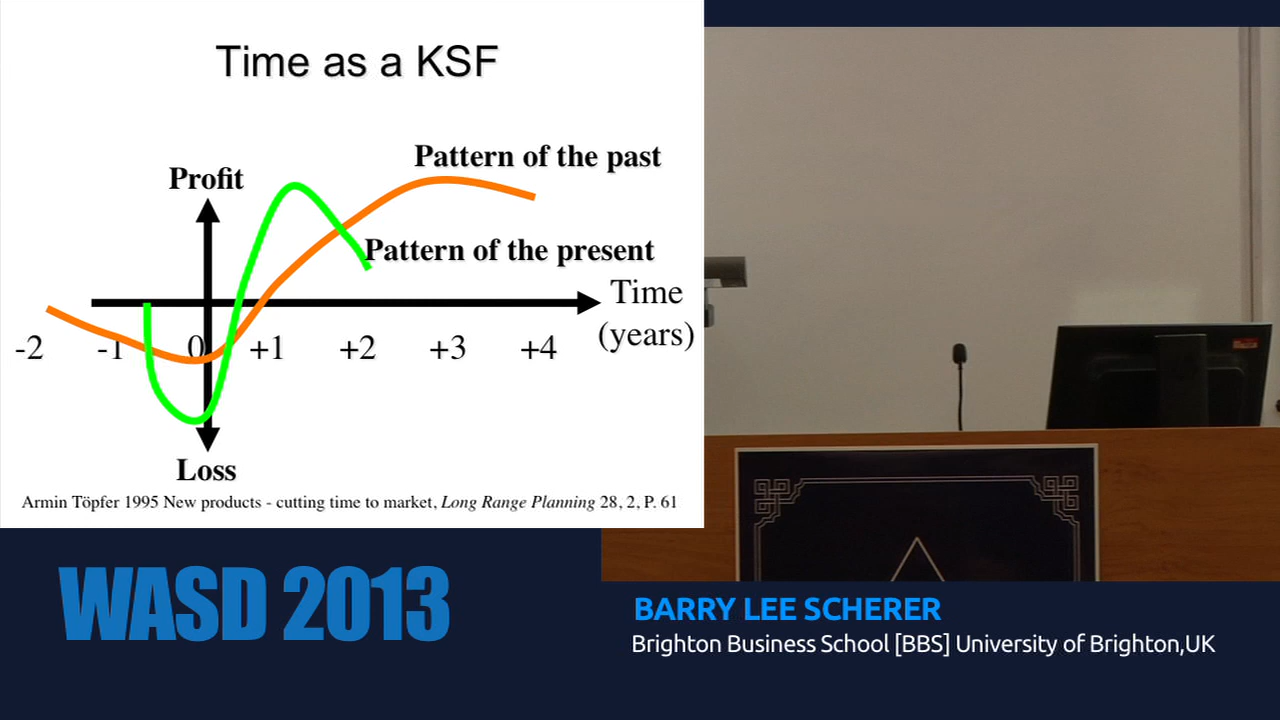 Time as a KSF
Pattern of the past
Profit
Pattern of the present
Time
(years)
-2 -1 0 +1 +2 +3 +4
Loss
Armin Töpfer 1995 New products - cutting time to market, Long Range Planning 28, 2, P. 61
WASD 2013
BARRY LEE SCHERER
Brighton Business School [BBS] University of Brighton,UK